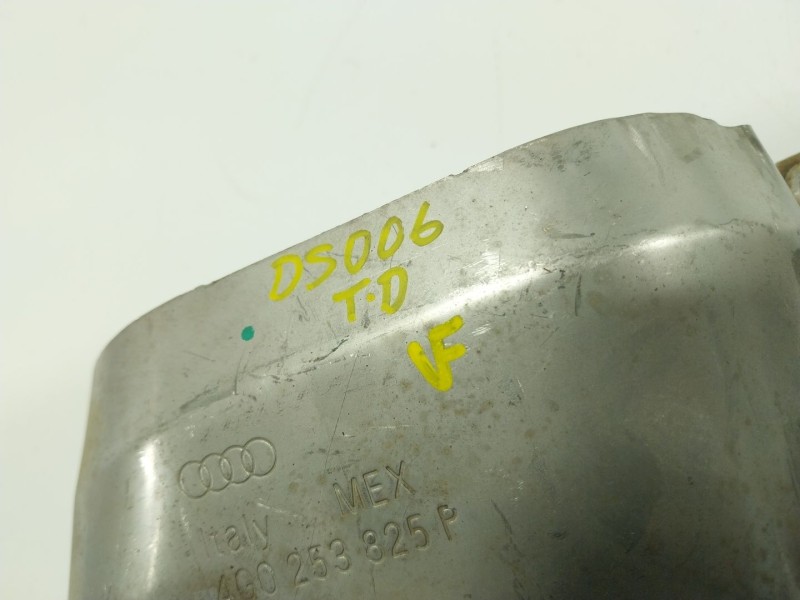 DS006
T.D
VF
MEX
Italy
4G0 253 825 P